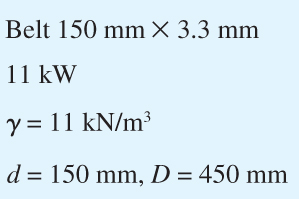 Belt 150 mm × 3.3 mm
11 kW
γ = 11 kN/m³
d = 150 mm, D = 450 mm